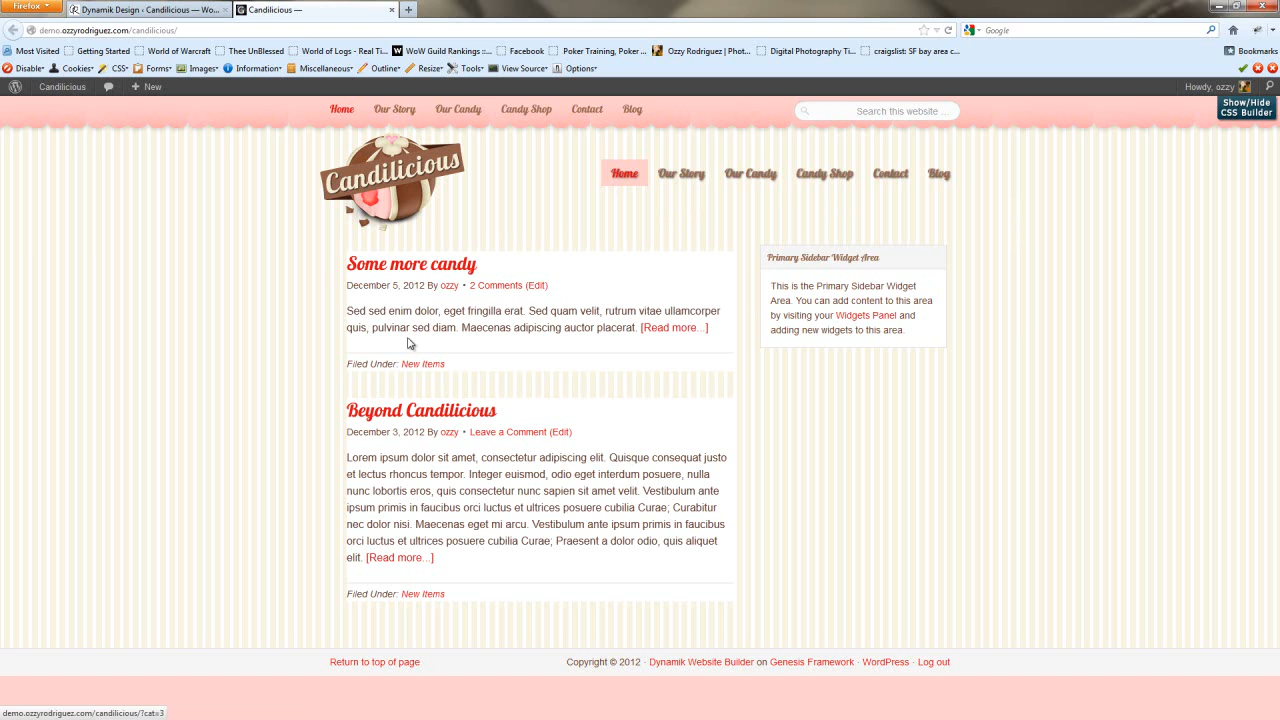 Firefox
Dynamik Design ‹ Candilicious — Wo...
Candilicious —
demo.ozzyrodriguez.com/candilicious/
Google
Most Visited
Getting Started
World of Warcraft
Thee UnBlessed
World of Logs - Real Ti...
WoW Guild Rankings ::...
Facebook
Poker Training, Poker ...
Ozzy Rodriguez | Phot...
Digital Photography Ti...
craigslist: SF bay area c...
Bookmarks
Disable
Cookies
CSS
Forms
Images
Information
Miscellaneous
Outline
Resize
Tools
View Source
Options
Candilicious
New
Howdy, ozzy
Home
Our Story
Our Candy
Candy Shop
Contact
Blog
Search this website ...
Show/Hide
CSS Builder
Candilicious
Home
Our Story
Our Candy
Candy Shop
Contact
Blog
Some more candy
December 5, 2012 By ozzy • 2 Comments (Edit)
Sed sed enim dolor, eget fringilla erat. Sed quam velit, rutrum vitae ullamcorper
quis, pulvinar sed diam. Maecenas adipiscing auctor placerat. [Read more...]
Filed Under: New Items
Primary Sidebar Widget Area
This is the Primary Sidebar Widget
Area. You can add content to this area
by visiting your Widgets Panel and
adding new widgets to this area.
Beyond Candilicious
December 3, 2012 By ozzy • Leave a Comment (Edit)
Lorem ipsum dolor sit amet, consectetur adipiscing elit. Quisque consequat justo
et lectus rhoncus tempor. Integer euismod, odio eget interdum posuere, nulla
nunc lobortis eros, quis consectetur nunc sapien sit amet velit. Vestibulum ante
ipsum primis in faucibus orci luctus et ultrices posuere cubilia Curae; Curabitur
nec dolor nisi. Maecenas eget mi arcu. Vestibulum ante ipsum primis in faucibus
orci luctus et ultrices posuere cubilia Curae; Praesent a dolor odio, quis aliquet
elit. [Read more...]
Filed Under: New Items
Return to top of page
Copyright © 2012 · Dynamik Website Builder on Genesis Framework · WordPress · Log out
demo.ozzyrodriguez.com/candilicious/?cat=3